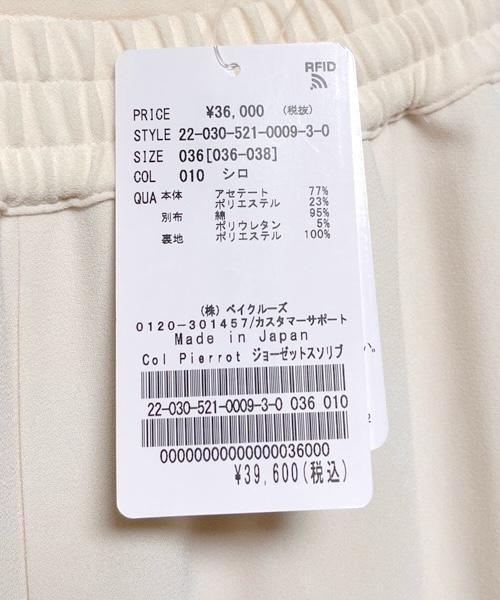 RFID
PRICE ¥36,000 (税抜)
STYLE 22-030-521-0009-3-0
SIZE 036[036-038]
COL 010 シロ
QUA 本体 アセテート 77%
ポリエステル 23%
別布 綿 95%
ポリウレタン 5%
裏地 ポリエステル 100%
(株) ベイクルーズ
0120-301457/カスタマーサポート
Made in Japan
Col Pierrot ジョーゼットスソリブ
22-030-521-0009-3-0 036 010
00000000000000036000
¥39,600(税込)
い。
2